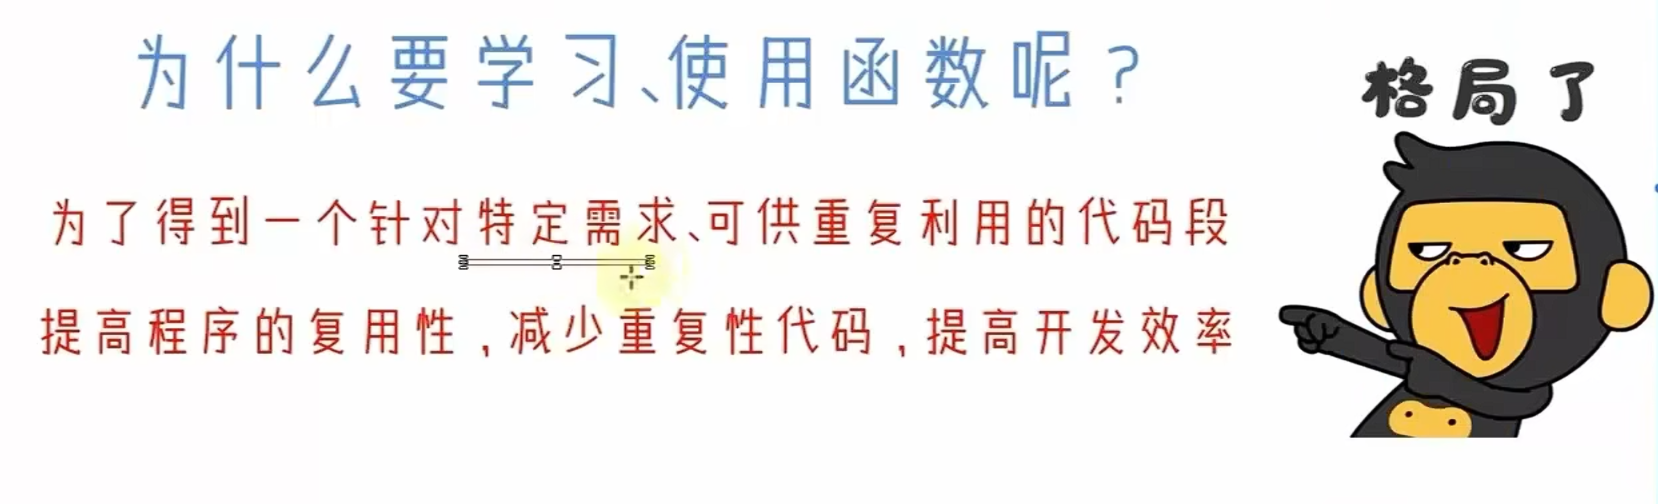 为什么要学习、使用函数呢？
格局了
为了得到一个针对特定需求、可供重复利用的代码段
提高程序的复用性，减少重复性代码，提高开发效率